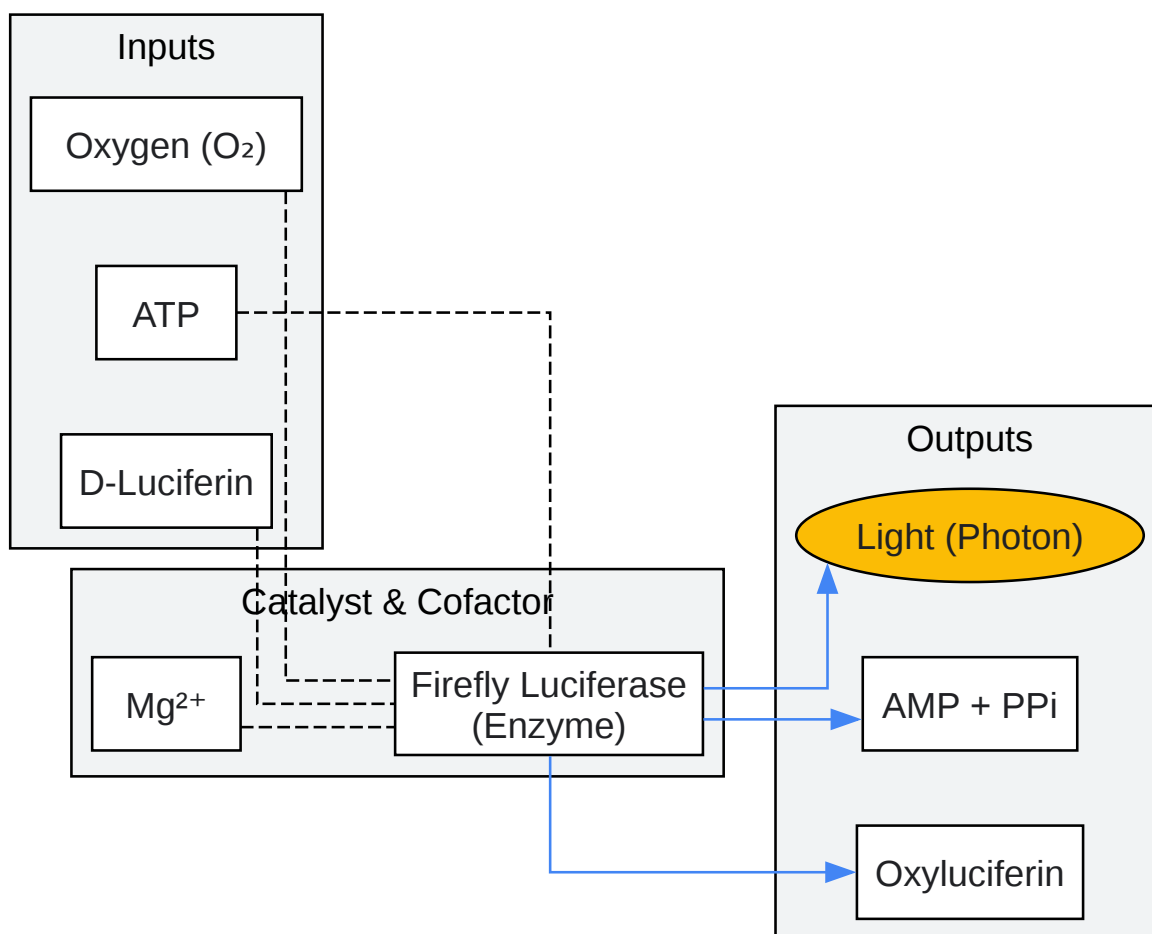 Inputs
Oxygen (O₂)
ATP
D-Luciferin
Catalyst & Cofactor
Mg²⁺
Firefly Luciferase
(Enzyme)
Outputs
Light (Photon)
AMP + PPi
Oxyluciferin